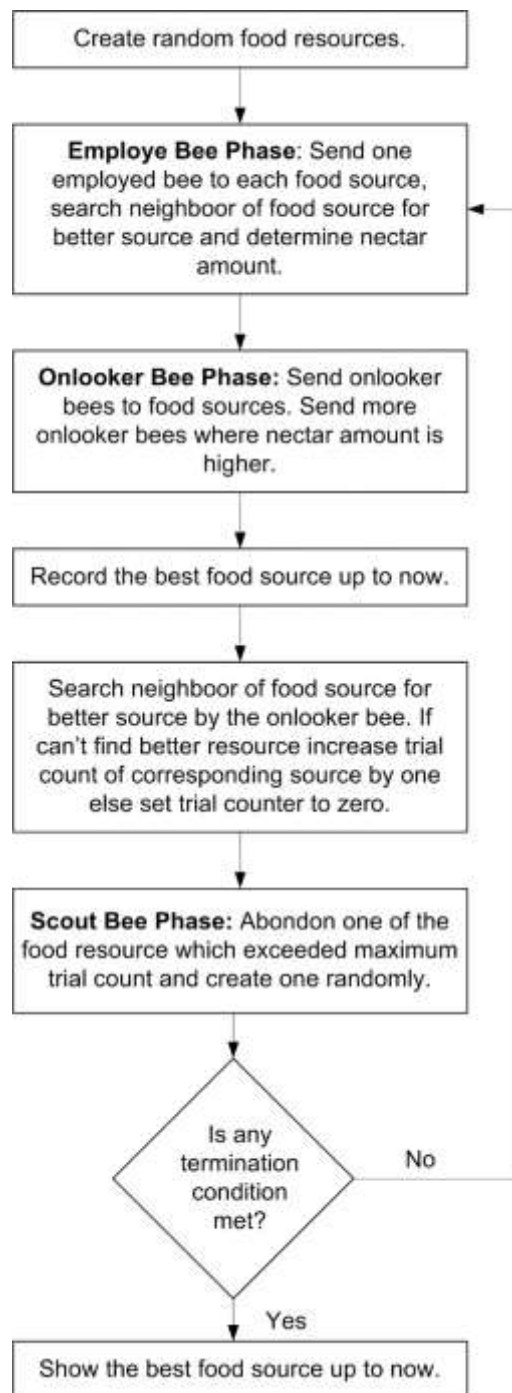 Create random food resources.
Employe Bee Phase: Send one
employed bee to each food source,
search neighboor of food source for
better source and determine nectar
amount.
Onlooker Bee Phase: Send onlooker
bees to food sources. Send more
onlooker bees where nectar amount is
higher.
Record the best food source up to now.
Search neighboor of food source for
better source by the onlooker bee. If
can't find better resource increase trial
count of corresponding source by one
else set trial counter to zero.
Scout Bee Phase: Abondon one of the
food resource which exceeded maximum
trial count and create one randomly.
Is any
termination
condition
met?
No
Yes
Show the best food source up to now.